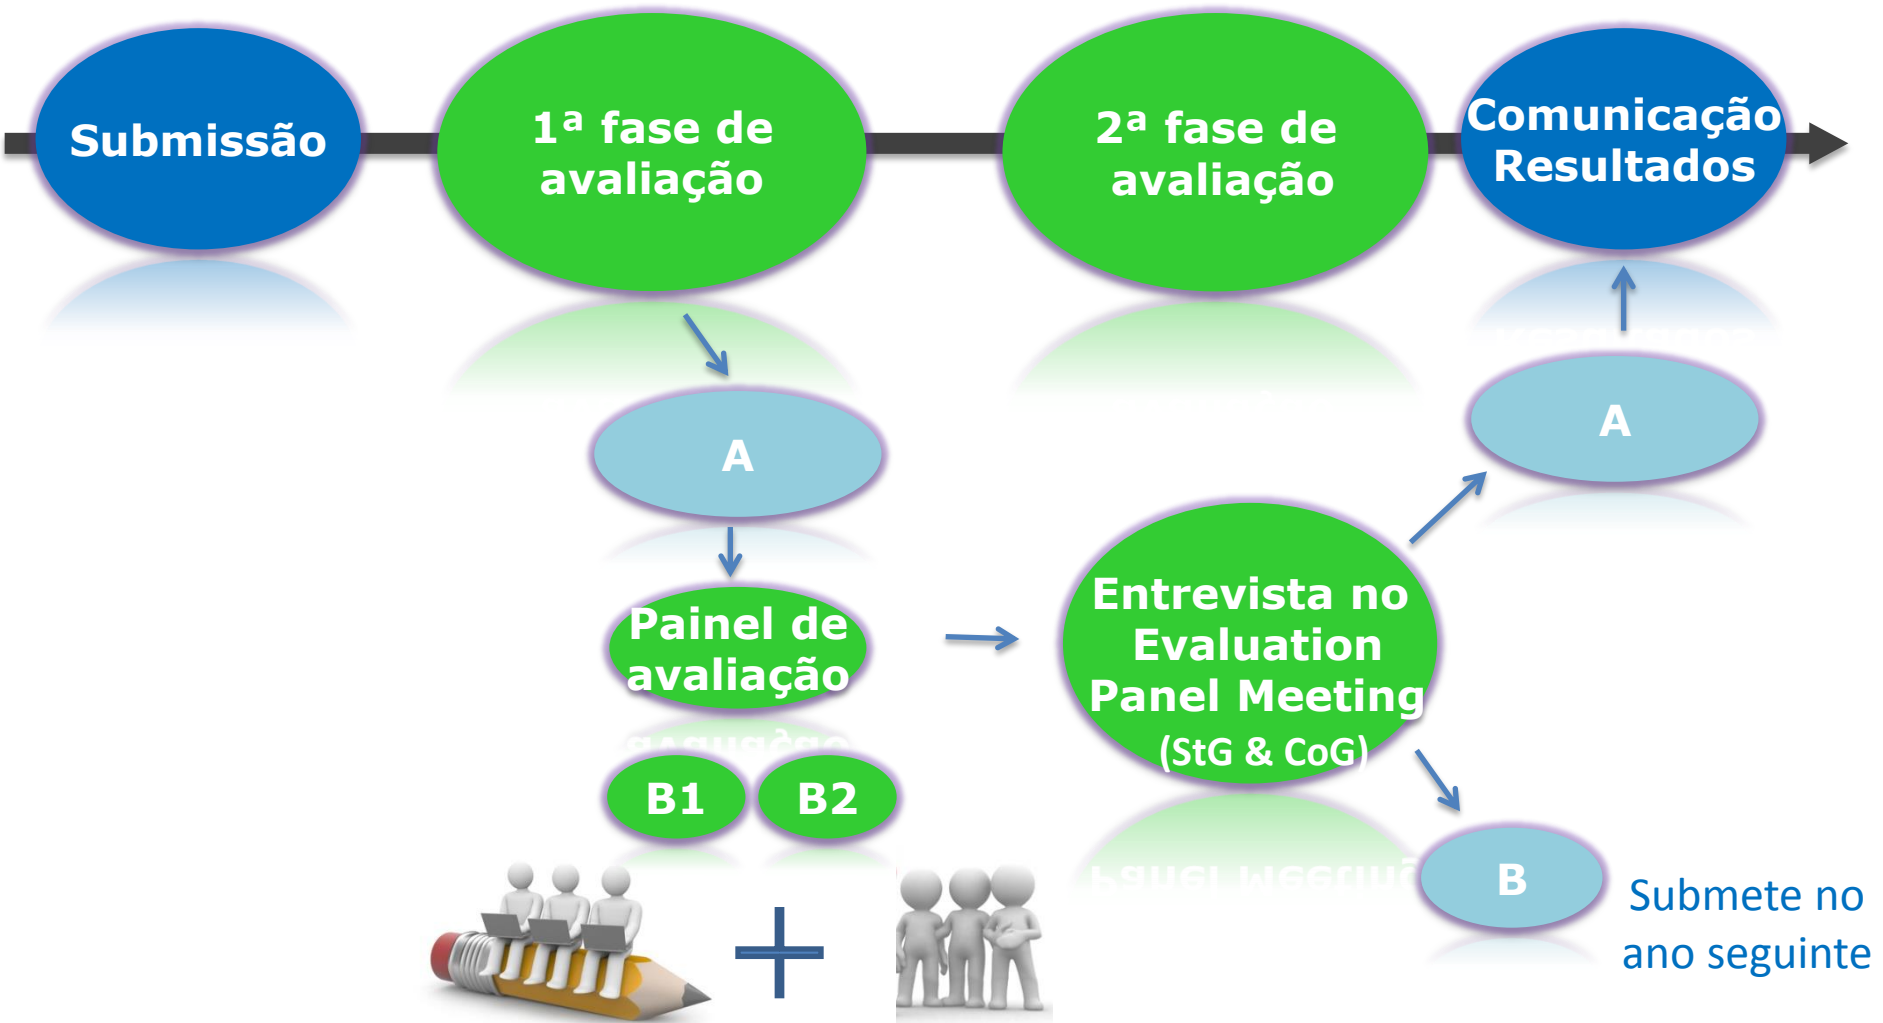 Submissão
1ª fase de
avaliação
2ª fase de
avaliação
Comunicação
Resultados
A
A
Painel de
avaliação
Entrevista no
Evaluation
Panel Meeting
(StG & CoG)
B1
B2
B
Submete no
ano seguinte